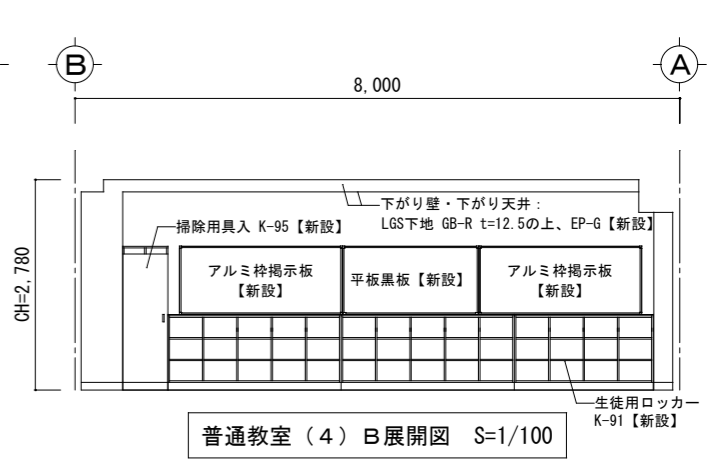 B
A
8,000
CH=2,780
下がり壁・下がり天井：
LGS下地 GB-R t=12.5の上、EP-G【新設】
掃除用具入 K-95【新設】
アルミ枠掲示板
【新設】
平板黒板【新設】
アルミ枠掲示板
【新設】
生徒用ロッカー
K-91【新設】
普通教室（４）Ｂ展開図 S=1/100